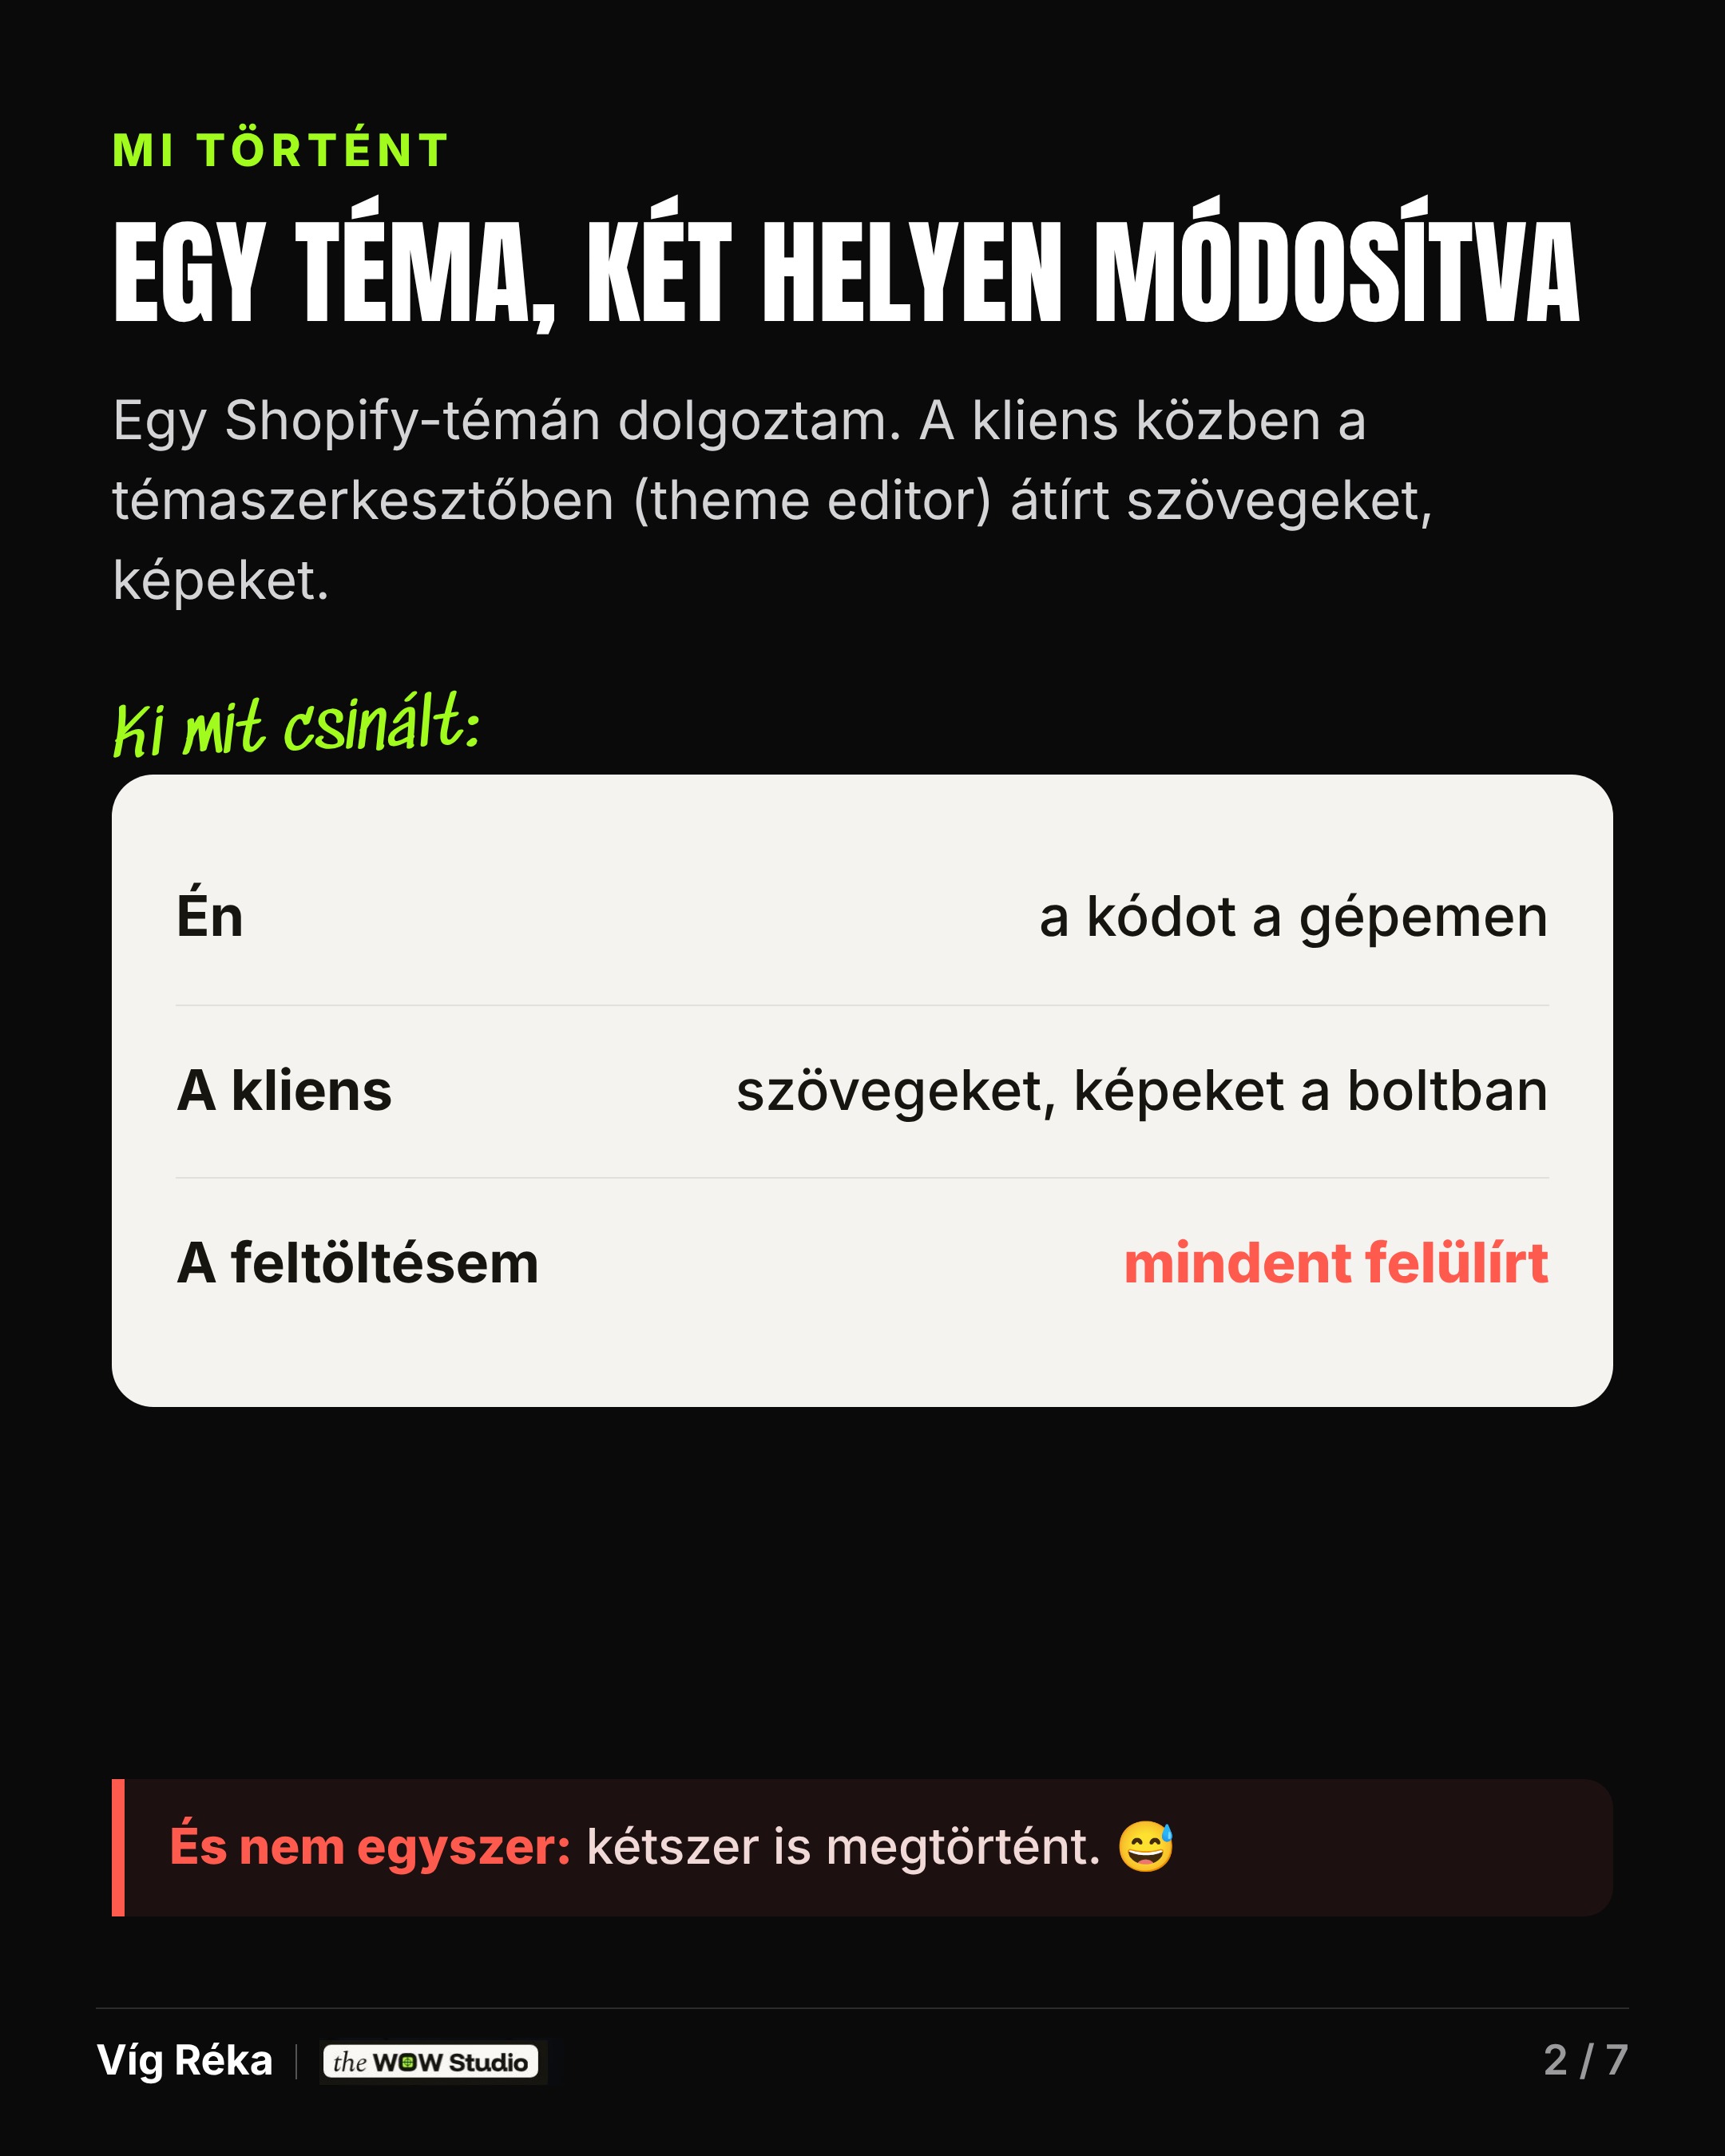 MI TÖRTÉNT
EGY TÉMA, KÉT HELYEN MÓDOSÍTVA
Egy Shopify-témán dolgoztam. A kliens közben a
témaszerkesztőben (theme editor) átírt szövegeket,
képeket.
Ki mit csinált:
Én a kódot a gépemen
A kliens szövegeket, képeket a boltban
A feltöltésem mindent felülírt
És nem egyszer: kétszer is megtörtént. 😅
Víg Réka | the WOW Studio 2 / 7